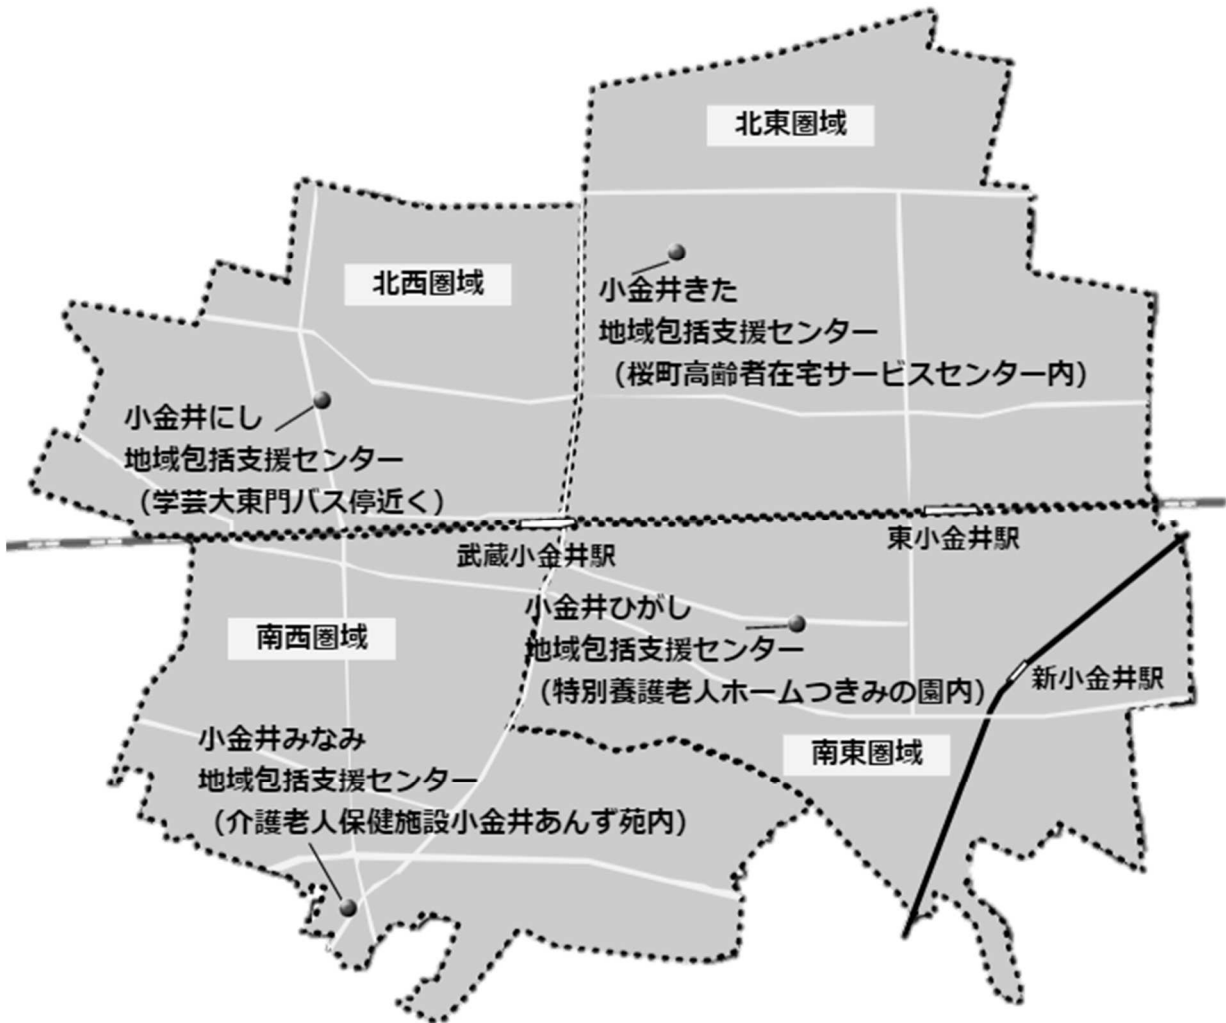 北東圏域
北西圏域
小金井きた
地域包括支援センター
（桜町高齢者在宅サービスセンター内）
小金井にし
地域包括支援センター
（学芸大東門バス停近く）
武蔵小金井駅
東小金井駅
小金井ひがし
地域包括支援センター
（特別養護老人ホームつきみの園内）
南西圏域
新小金井駅
小金井みなみ
地域包括支援センター
（介護老人保健施設小金井あんず苑内）
南東圏域